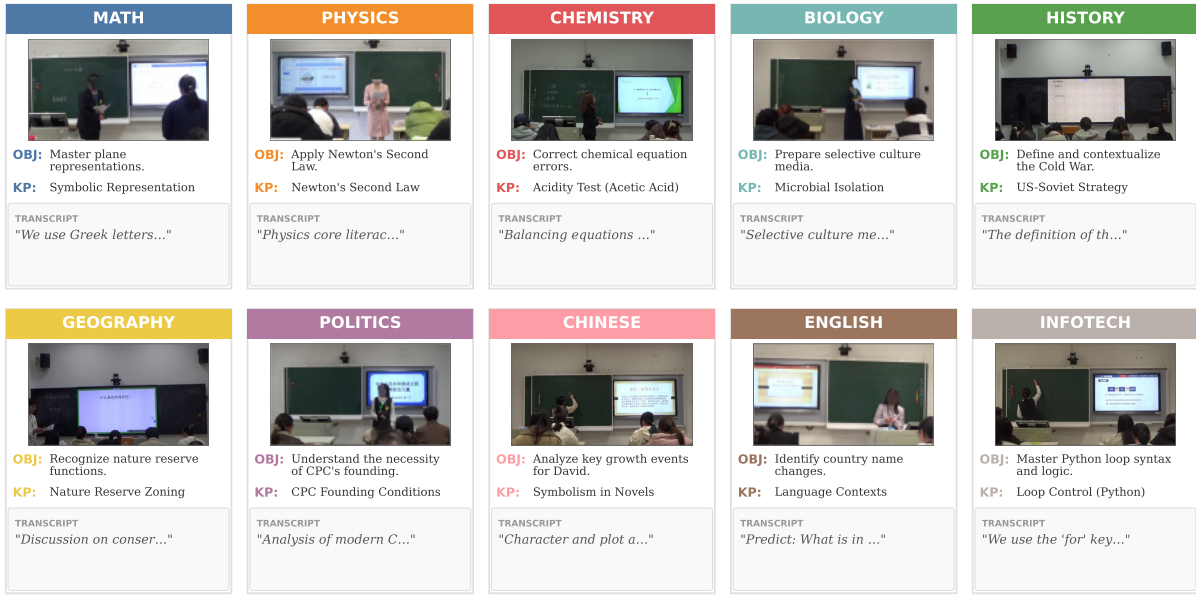 MATH
OBJ: Master plane
representations.
KP: Symbolic Representation
TRANSCRIPT
"We use Greek letters…"
PHYSICS
OBJ: Apply Newton's Second
Law.
KP: Newton's Second Law
TRANSCRIPT
"Physics core literac…"
CHEMISTRY
OBJ: Correct chemical equation
errors.
KP: Acidity Test (Acetic Acid)
TRANSCRIPT
"Balancing equations …"
BIOLOGY
OBJ: Prepare selective culture
media.
KP: Microbial Isolation
TRANSCRIPT
"Selective culture me…"
HISTORY
OBJ: Define and contextualize
the Cold War.
KP: US-Soviet Strategy
TRANSCRIPT
"The definition of th…"
GEOGRAPHY
OBJ: Recognize nature reserve
functions.
KP: Nature Reserve Zoning
TRANSCRIPT
"Discussion on conser…"
POLITICS
OBJ: Understand the necessity
of CPC's founding.
KP: CPC Founding Conditions
TRANSCRIPT
"Analysis of modern C…"
CHINESE
OBJ: Analyze key growth events
for David.
KP: Symbolism in Novels
TRANSCRIPT
"Character and plot a…"
ENGLISH
OBJ: Identify country name
changes.
KP: Language Contexts
TRANSCRIPT
"Predict: What is in …"
INFOTECH
OBJ: Master Python loop syntax
and logic.
KP: Loop Control (Python)
TRANSCRIPT
"We use the 'for' key…"